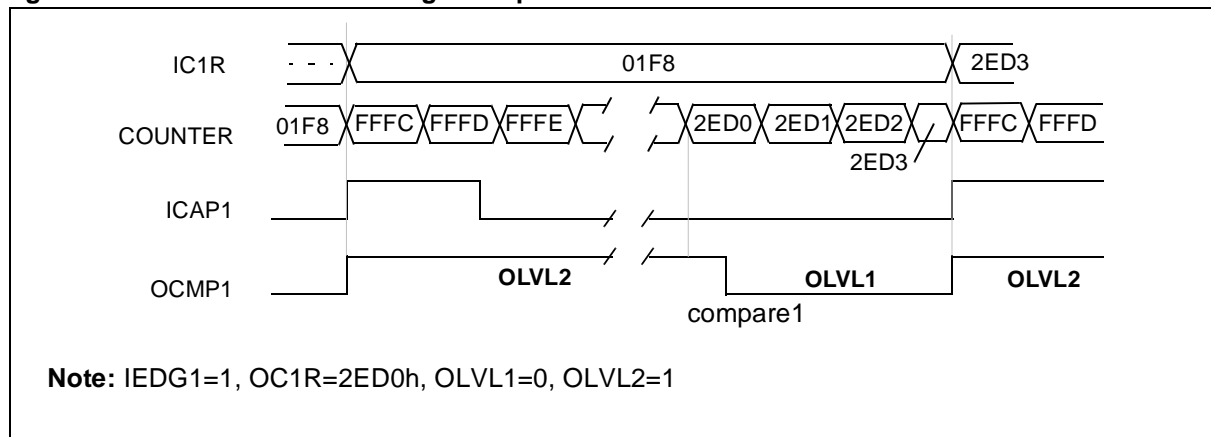 IC1R - - - 01F8 2ED3
COUNTER 01F8 FFFC FFFD FFFE 2ED0 2ED1 2ED2 FFFC FFFD
2ED3
ICAP1
OCMP1 OLVL2 OLVL1 OLVL2
compare1
Note: IEDG1=1, OC1R=2ED0h, OLVL1=0, OLVL2=1